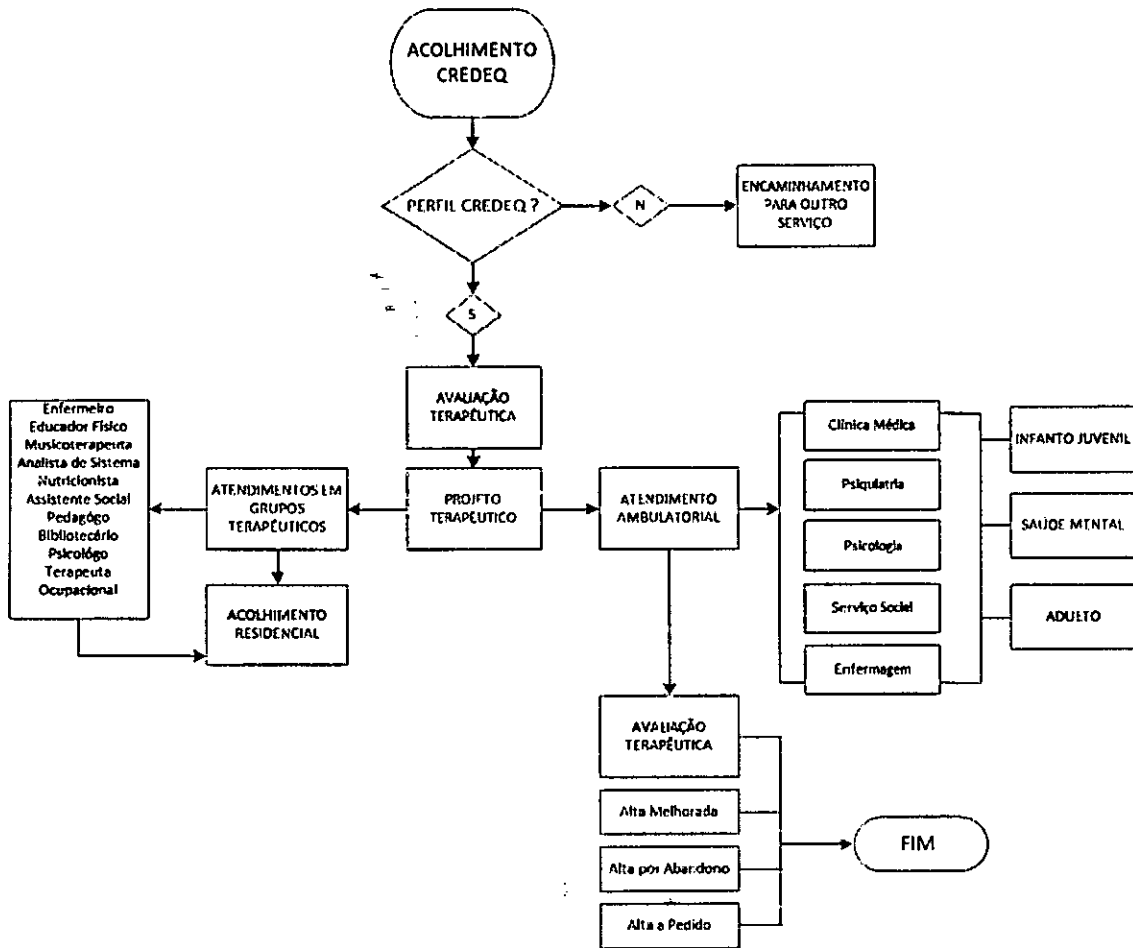 ACOLHIMENTO
CREDEQ
PERFIL CREDEQ ?
N
ENCAMINHAMENTO
PARA OUTRO
SERVIÇO
S
AVALIAÇÃO
TERAPÊUTICA
Enfermeiro
Educador Físico
Musicoterapeuta
Analista de Sistema
Nutricionista
Assistente Social
Pedagógo
Bibliotecário
Psicológo
Terapeuta
Ocupacional
ATENDIMENTOS EM
GRUPOS
TERAPÊUTICOS
PROJETO
TERAPÊUTICO
ATENDIMENTO
AMBULATORIAL
Clínica Médica
Psiquiatria
Psicologia
Serviço Social
Enfermagem
INFANTO JUVENIL
SAÚDE MENTAL
ADULTO
ACOLHIMENTO
RESIDENCIAL
AVALIAÇÃO
TERAPÊUTICA
Alta Melhorada
Alta por Abandono
Alta a Pedido
FIM